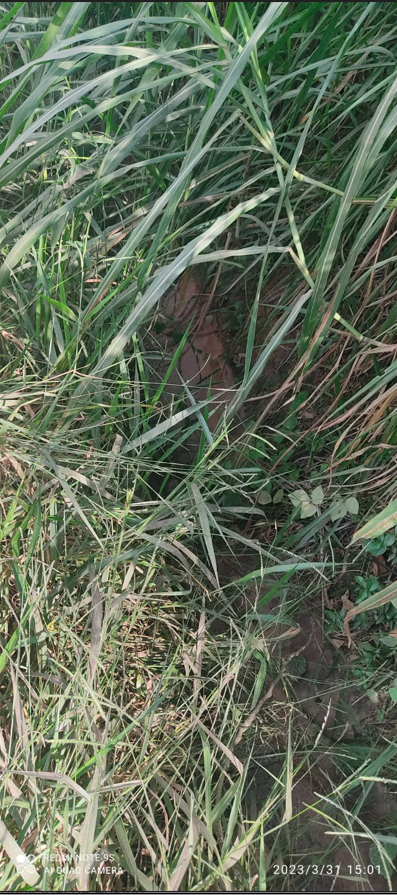 REDMI NOTE 9S
AI QUAD CAMERA
2023/3/31 15:01